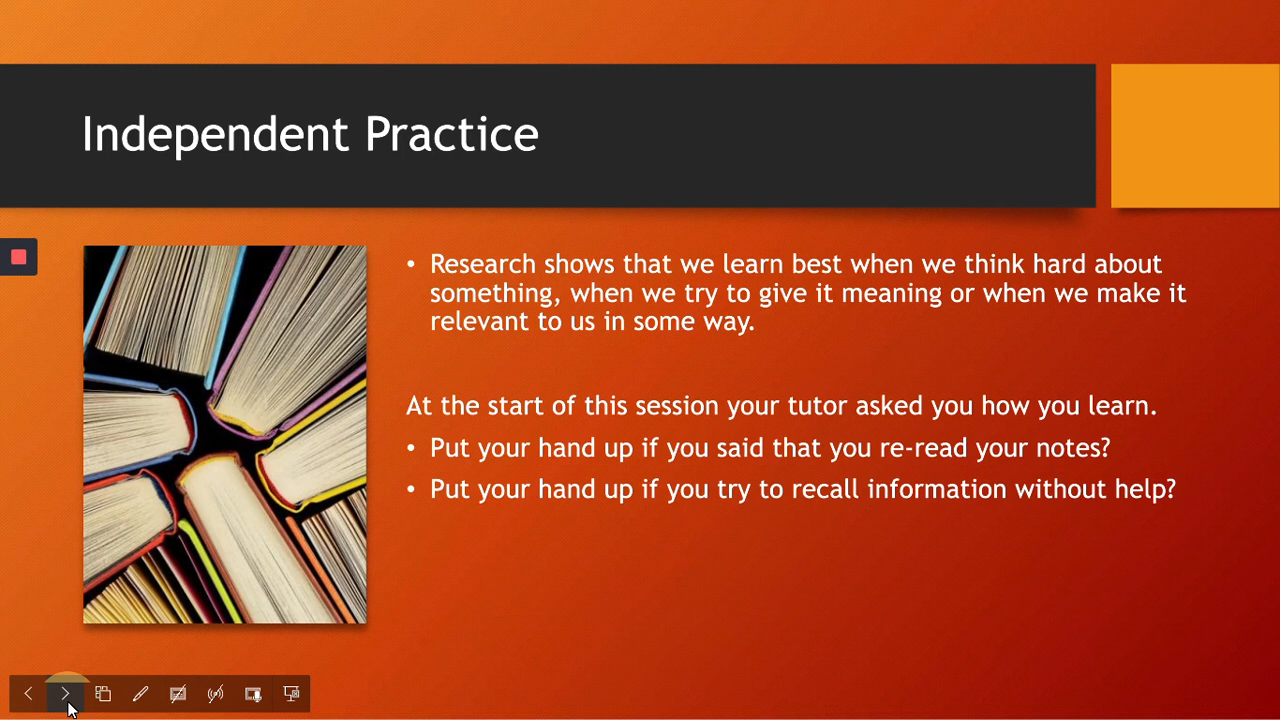 Independent Practice
• Research shows that we learn best when we think hard about
something, when we try to give it meaning or when we make it
relevant to us in some way.
At the start of this session your tutor asked you how you learn.
• Put your hand up if you said that you re-read your notes?
• Put your hand up if you try to recall information without help?